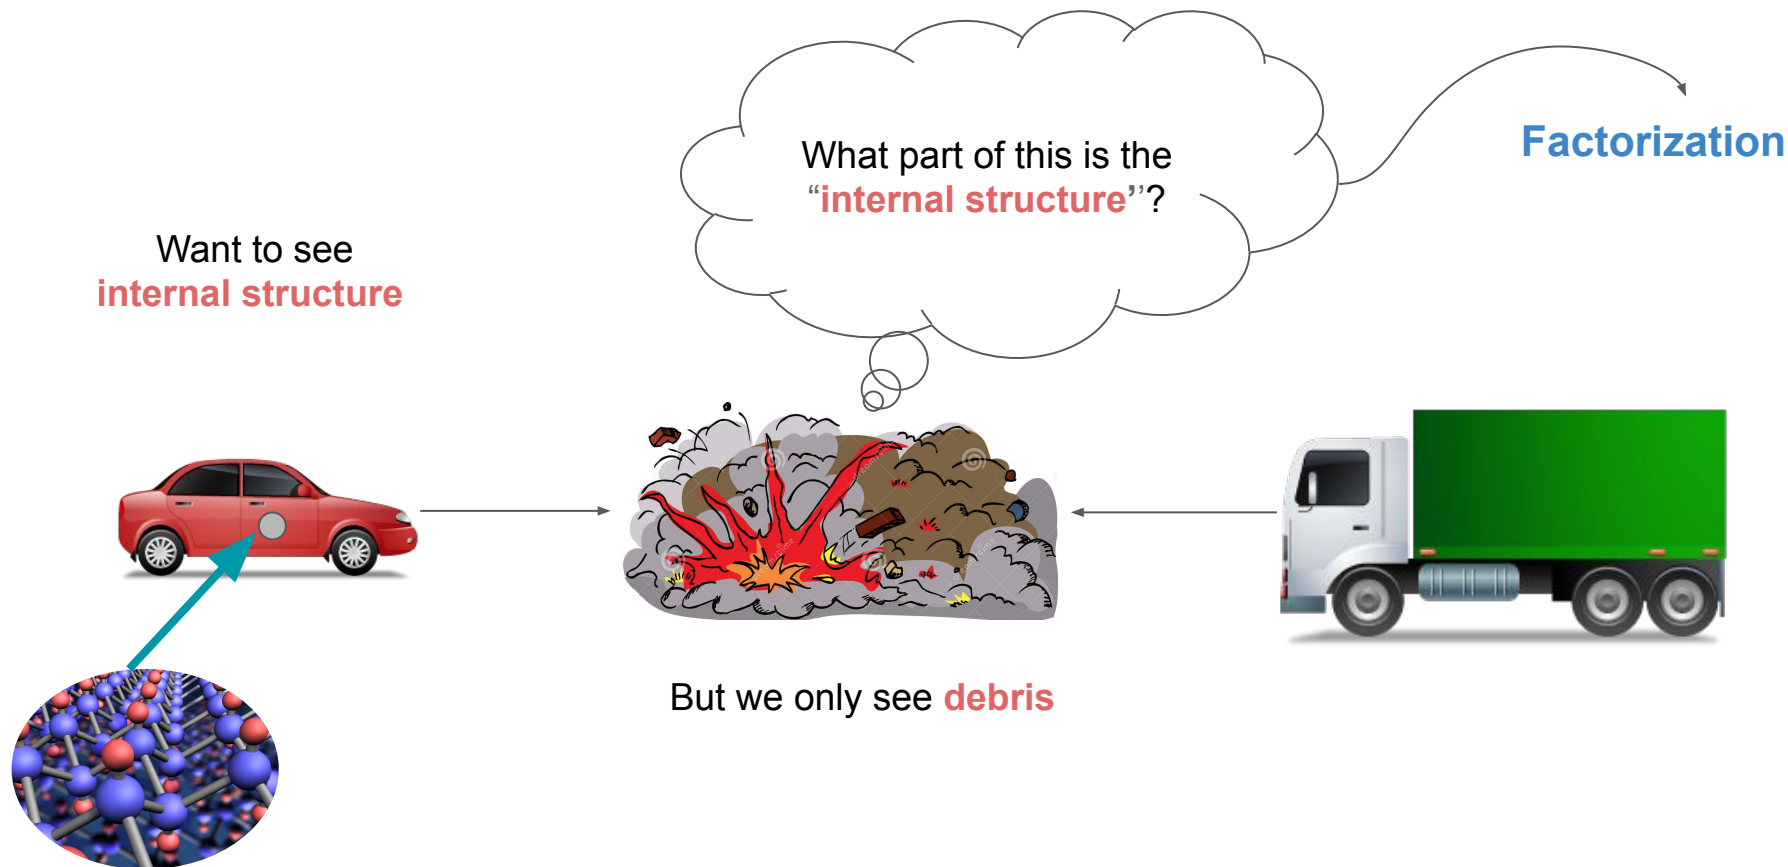 What part of this is the
“internal structure’’?
Factorization
Want to see
internal structure
But we only see debris